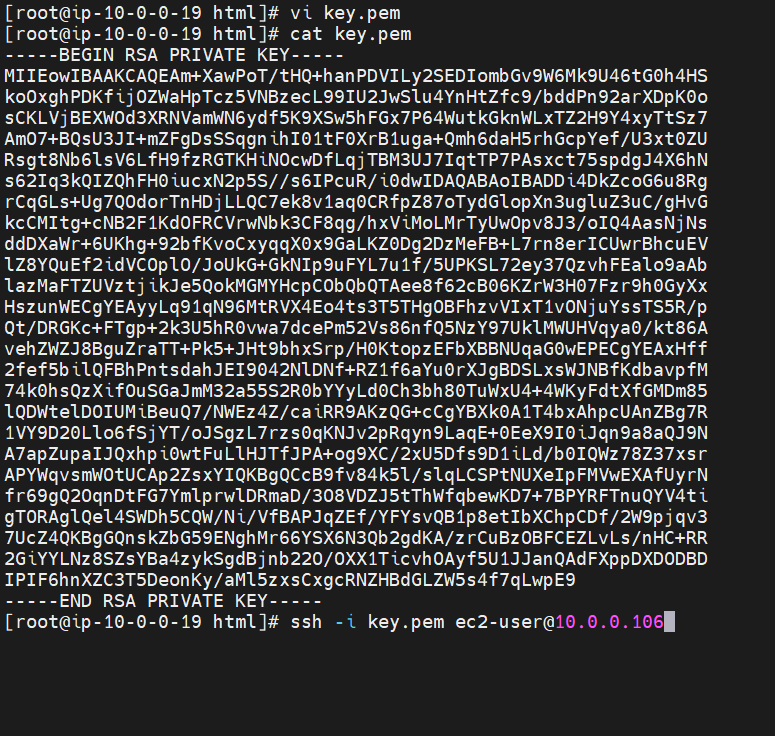 [root@ip-10-0-0-19 html]# vi key.pem
[root@ip-10-0-0-19 html]# cat key.pem
-----BEGIN RSA PRIVATE KEY-----
MIIEowIBAAKCAQEAm+XawPoT/tHQ+hanPDVILy2SEDIombGv9W6Mk9U46tG0h4HS
koOxghPDKfijOZWaHpTcz5VNBzecL99IU2JwSlu4YnHtZfc9/bddPn92arXDpK0o
sCKLVjBEXWOd3XRNVamWN6ydf5K9XSw5hFGx7P64WutkGknWLxTZ2H9Y4xyTtSz7
AmO7+BQsU3JI+mZFgDsSSqgnihI01tF0XrB1uga+Qmh6daH5rhGcpYef/U3xt0ZU
Rsgt8Nb6lsV6LfH9fzRGTKHiNOcwDfLqjTBM3UJ7IqtTP7PAsxct75spdgJ4X6hN
s62Iq3kQIZQhFH0iucxN2p5S//s6IPcuR/i0dwIDAQABAoIBADDi4DkZcoG6u8Rg
rCqGLs+Ug7QOdorTnHDjLLQC7ek8v1aq0CRfpZ87oTydGlopXn3ugluZ3uC/gHvG
kcCMItg+cNB2F1KdOFRCVrwNbk3CF8qg/hxViMoLMrTyUwOpv8J3/oIQ4AasNjNs
ddDXaWr+6UKhg+92bfKvoCxyqqX0x9GaLKZ0Dg2DzMeFB+L7rn8erICUwrBhcuEV
lZ8YQuEf2idVCOplO/JoUkG+GkNIp9uFYL7u1f/5UPKSL72ey37QzvhFEalo9aAb
lazMaFTZUVztjikJe5QokMGMYHcpCObQbQTAee8f62cB06KZrW3H07Fzr9h0GyXx
HszunWECgYEAyyLq91qN96MtRVX4Eo4ts3T5THgOBFhzvVIxT1vONjuYssTS5R/p
Qt/DRGKc+FTgp+2k3U5hR0vwa7dcePm52Vs86nfQ5NzY97UklMWUHVqya0/kt86A
vehZWZJ8BguZraTT+Pk5+JHt9bhxSrp/H0KtopzEFbXBBNUqaG0wEPECgYEAxHff
2fef5bilQFBhPntsdahJEI9042NlDNf+RZ1f6aYu0rXJgBDSLxsWJNBfKdbavpfM
74k0hsQzXifOuSGaJmM32a55S2R0bYYyLd0Ch3bh80TuWxU4+4WKyFdtXfGMDm85
lQDWtelDOIUMiBeuQ7/NWEz4Z/caiRR9AKzQG+cCgYBXk0A1T4bxAhpcUAnZBg7R
1VY9D20Llo6fSjYT/oJSgzL7rzs0qKNJv2pRqyn9LaqE+0EeX9I0iJqn9a8aQJ9N
A7apZupaIJQxhpi0wtFuLlHJTfJPA+og9XC/2xU5Dfs9D1iLd/b0IQWz78Z37xsr
APYWqvsmWOtUCAp2ZsxYIQKBgQCcB9fv84k5l/slqLCSPtNUXeIpFMVwEXAfUyrN
fr69gQ2OqnDtFG7YmlprwlDRmaD/3O8VDZJ5tThWfqbewKD7+7BPYRFTnuQYV4ti
gTORAglQel4SWDh5CQW/Ni/VfBAPJqZEf/YFYsvQB1p8etIbXChpCDf/2W9pjqv3
7UcZ4QKBgGQnskZbG59ENghMr66YSX6N3Qb2gdKA/zrCuBzOBFCEZLvLs/nHC+RR
2GiYYLNz8SZsYBa4zykSgdBjnb22O/OXX1TicvhOAyf5U1JJanQAdFXppDXDODBD
IPIF6hnXZC3T5DeonKy/aMl5zxsCxgcRNZHBdGLZW5s4f7qLwpE9
-----END RSA PRIVATE KEY-----
[root@ip-10-0-0-19 html]# ssh -i key.pem ec2-user@10.0.0.106